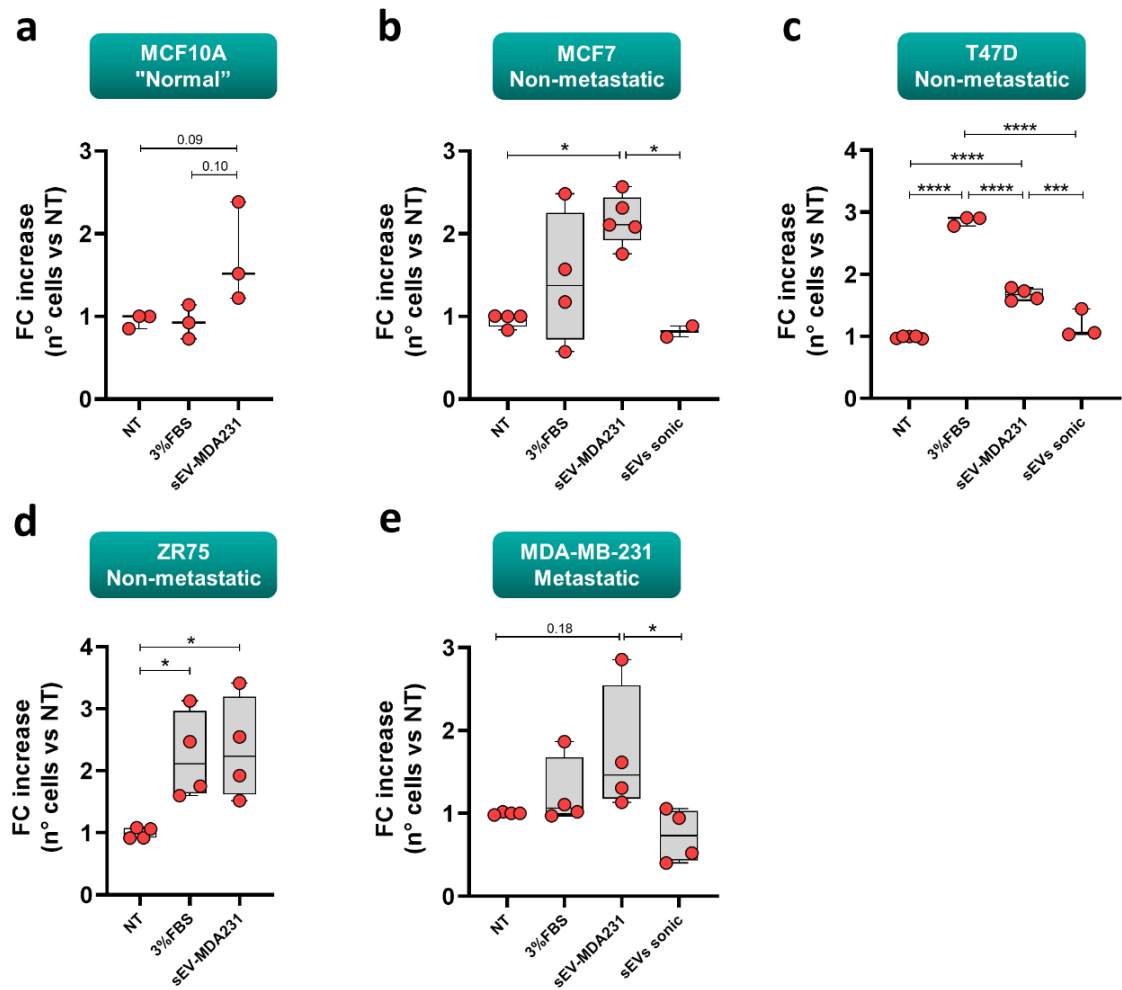 a
MCF10A
"Normal”
FC increase
(n° cells vs NT)
3
2
1
0
0.09
0.10
NT
3%FBS
sEV-MDA231
b
MCF7
Non-metastatic
FC increase
(n° cells vs NT)
3
2
1
0
*
*
NT
3%FBS
sEV-MDA231
sEVs sonic
c
T47D
Non-metastatic
FC increase
(n° cells vs NT)
4
3
2
1
0
****
****
****
****
***
NT
3%FBS
sEV-MDA231
sEVs sonic
d
ZR75
Non-metastatic
FC increase
(n° cells vs NT)
4
3
2
1
0
*
*
NT
3%FBS
sEV-MDA231
e
MDA-MB-231
Metastatic
FC increase
(n° cells vs NT)
3
2
1
0
0.18
*
NT
3%FBS
sEV-MDA231
sEVs sonic